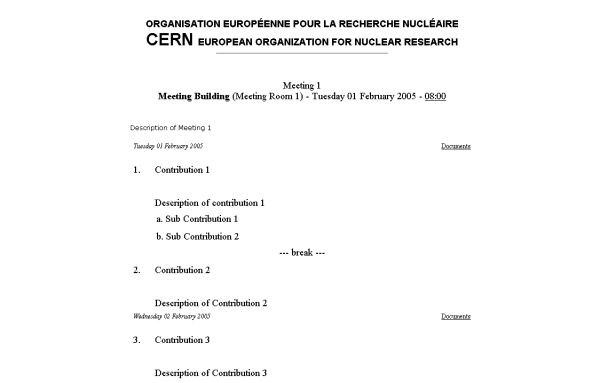 ORGANISATION EUROPÉENNE POUR LA RECHERCHE NUCLÉAIRE
CERN EUROPEAN ORGANIZATION FOR NUCLEAR RESEARCH
Meeting 1
Meeting Building (Meeting Room 1) - Tuesday 01 February 2005 - 08:00
Description of Meeting 1
Tuesday 01 February 2005 Documents
1. Contribution 1
Description of contribution 1
a. Sub Contribution 1
b. Sub Contribution 2
--- break ---
2. Contribution 2
Description of Contribution 2
Wednesday 02 February 2005 Documents
3. Contribution 3
Description of Contribution 3